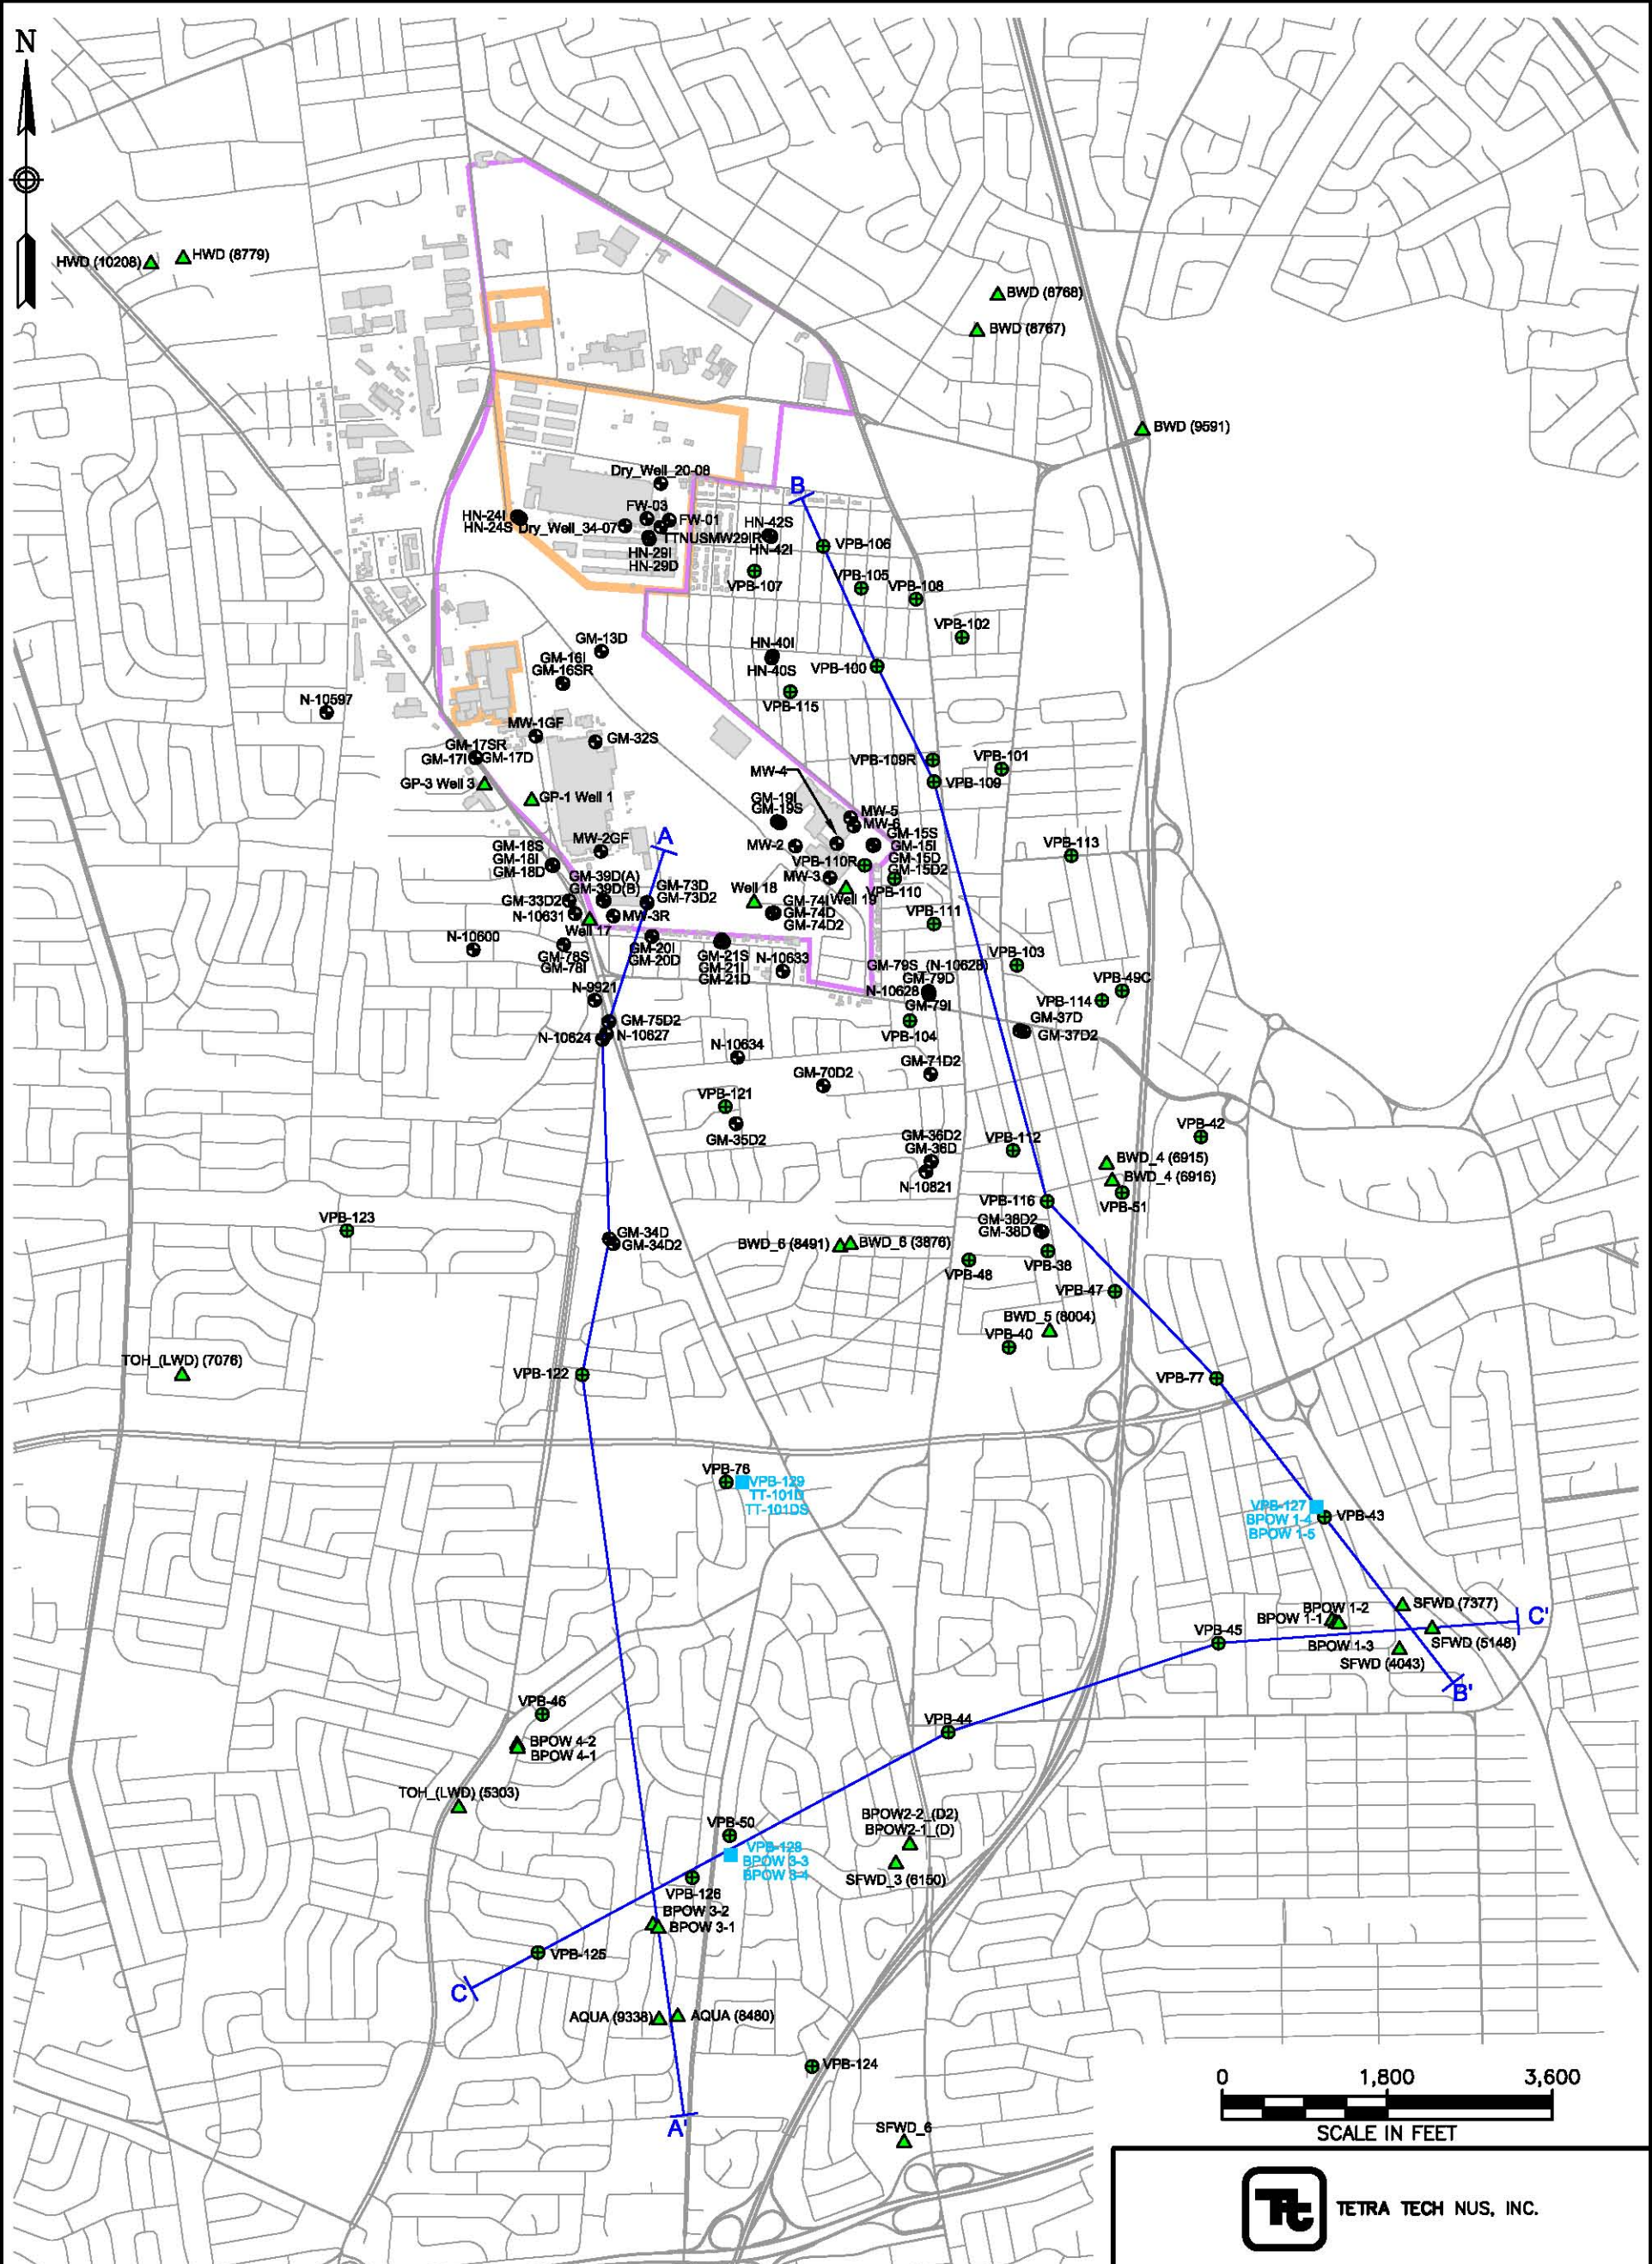 N
HWD (10208)
HWD (8779)
BWD (8768)
BWD (8767)
BWD (9591)
Dry_Well_20-08
B
FW-03
FW-01
HN-24I
HN-24S
Dry_Well_34-07
TTNUSMW29IR
HN-29I
HN-29D
HN-42S
HN-42I
VPB-106
VPB-107
VPB-105
VPB-108
VPB-102
GM-13D
HN-40I
HN-40S
GM-16I
GM-16SR
VPB-100
VPB-115
N-10597
MW-1GF
GM-32S
GM-17SR
GM-17I
GM-17D
VPB-109R
VPB-101
VPB-109
MW-4
GP-3 Well 3
GP-1 Well 1
GM-19I
GM-19S
MW-5
MW-6
GM-15S
GM-15I
GM-15D
GM-15D2
MW-2GF
A
MW-2
VPB-113
GM-18S
GM-18I
GM-18D
VPB-110R
MW-3
VPB-110
GM-39D(A)
GM-39D(B)
GM-73D
GM-73D2
Well 18
Well 19
GM-74I
GM-74D
GM-74D2
GM-33D2
N-10631
MW-3R
VPB-111
Well 17
N-10600
GM-78S
GM-78I
GM-20I
GM-20D
GM-21S
GM-21I
GM-21D
N-10633
GM-79S_(N-10628)
GM-79D
N-10628
GM-79I
VPB-103
VPB-49C
VPB-114
N-9921
GM-75D2
N-10627
N-10624
VPB-104
GM-37D
GM-37D2
N-10634
GM-70D2
GM-71D2
VPB-121
GM-35D2
GM-36D2
GM-36D
N-10821
VPB-112
VPB-42
BWD_4 (6915)
BWD_4 (6916)
VPB-51
VPB-116
VPB-123
GM-34D
GM-34D2
BWD_6 (8491)
BWD_6 (3876)
GM-38D2
GM-38D
VPB-38
VPB-48
VPB-47
BWD_5 (8004)
VPB-40
TOH_(LWD) (7076)
VPB-122
VPB-77
VPB-76
VPB-129
TT-101D
TT-101DS
VPB-127
BPOW 1-4
BPOW 1-5
VPB-43
BPOW 1-2
BPOW 1-1
SFWD (7377)
C'
BPOW 1-3
SFWD (5148)
SFWD (4043)
VPB-45
B'
VPB-46
VPB-44
BPOW 4-2
BPOW 4-1
TOH_(LWD) (5303)
BPOW2-2_(D2)
BPOW2-1_(D)
VPB-50
VPB-128
BPOW 3-3
BPOW 3-4
SFWD_3 (6150)
VPB-126
BPOW 3-2
BPOW 3-1
VPB-125
C
AQUA (9338)
AQUA (8480)
VPB-124
A'
SFWD_6
0 1,800 3,600
SCALE IN FEET
Tt
TETRA TECH NUS, INC.